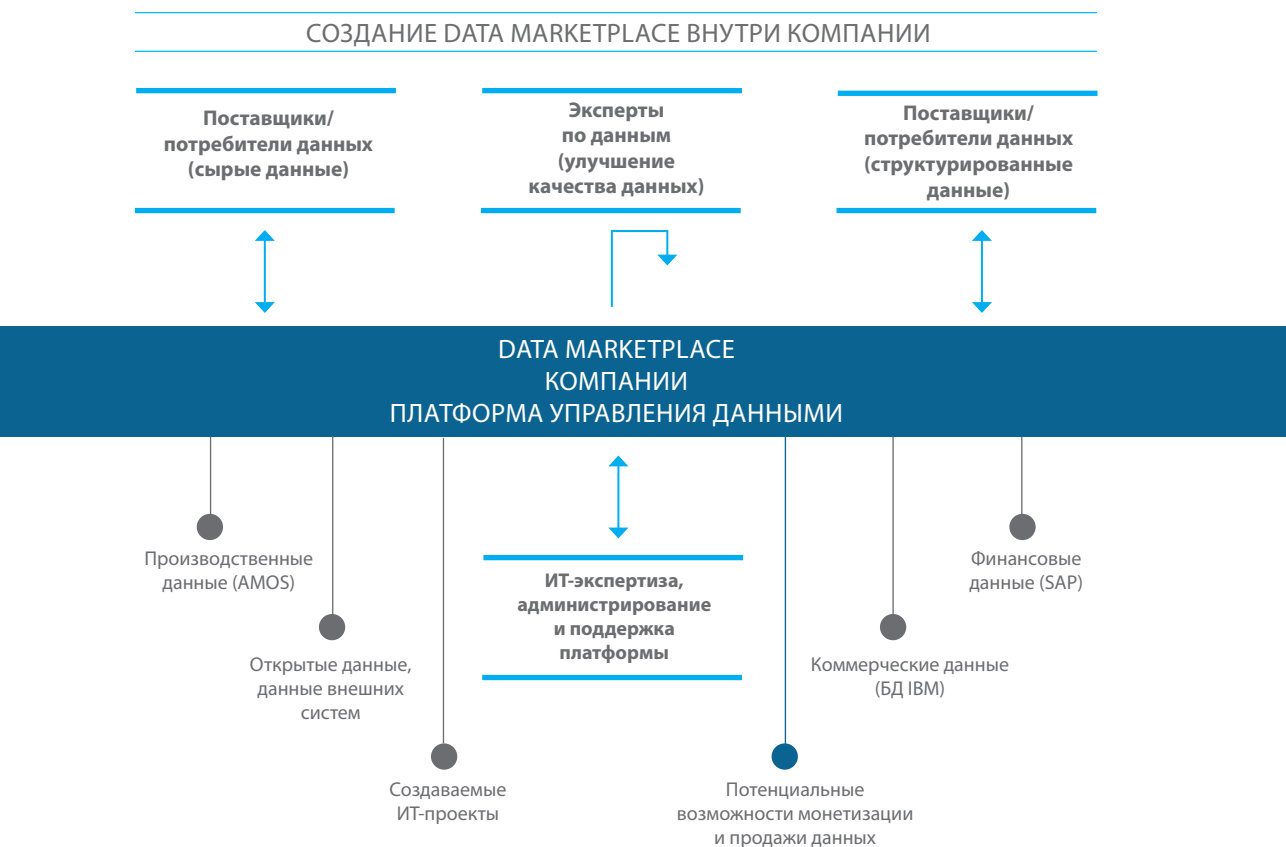 СОЗДАНИЕ DATA MARKETPLACE ВНУТРИ КОМПАНИИ
Поставщики/
потребители данных
(сырые данные)
Эксперты
по данным
(улучшение
качества данных)
Поставщики/
потребители данных
(структурированные
данные)
DATA MARKETPLACE
КОМПАНИИ
ПЛАТФОРМА УПРАВЛЕНИЯ ДАННЫМИ
Производственные
данные (AMOS)
Открытые данные,
данные внешних
систем
Создаваемые
ИТ-проекты
ИТ-экспертиза,
администрирование
и поддержка
платформы
Потенциальные
возможности монетизации
и продажи данных
Коммерческие данные
(БД IBM)
Финансовые
данные (SAP)